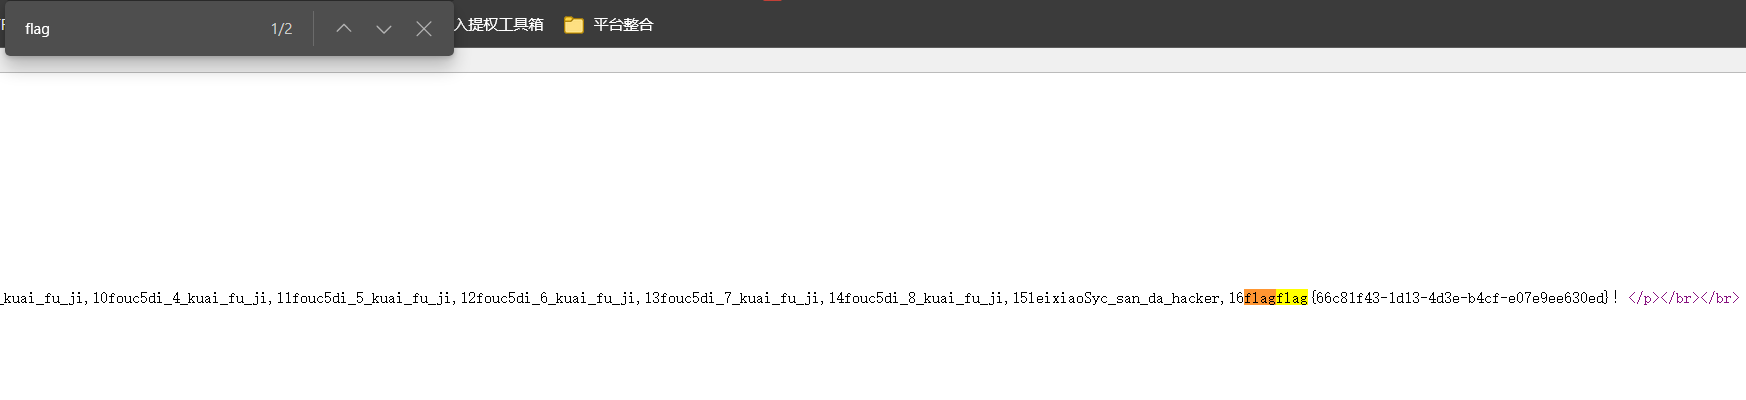 flag 1/2
入提权工具箱 平台整合
_kuai_fu_ji,10fouc5di_4_kuai_fu_ji,11fouc5di_5_kuai_fu_ji,12fouc5di_6_kuai_fu_ji,13fouc5di_7_kuai_fu_ji,14fouc5di_8_kuai_fu_ji,15leixiaoSyc_san_da_hacker,16flagflag{66c81f43-1d13-4d3e-b4cf-e07e9ee630ed}! </p></br></br>